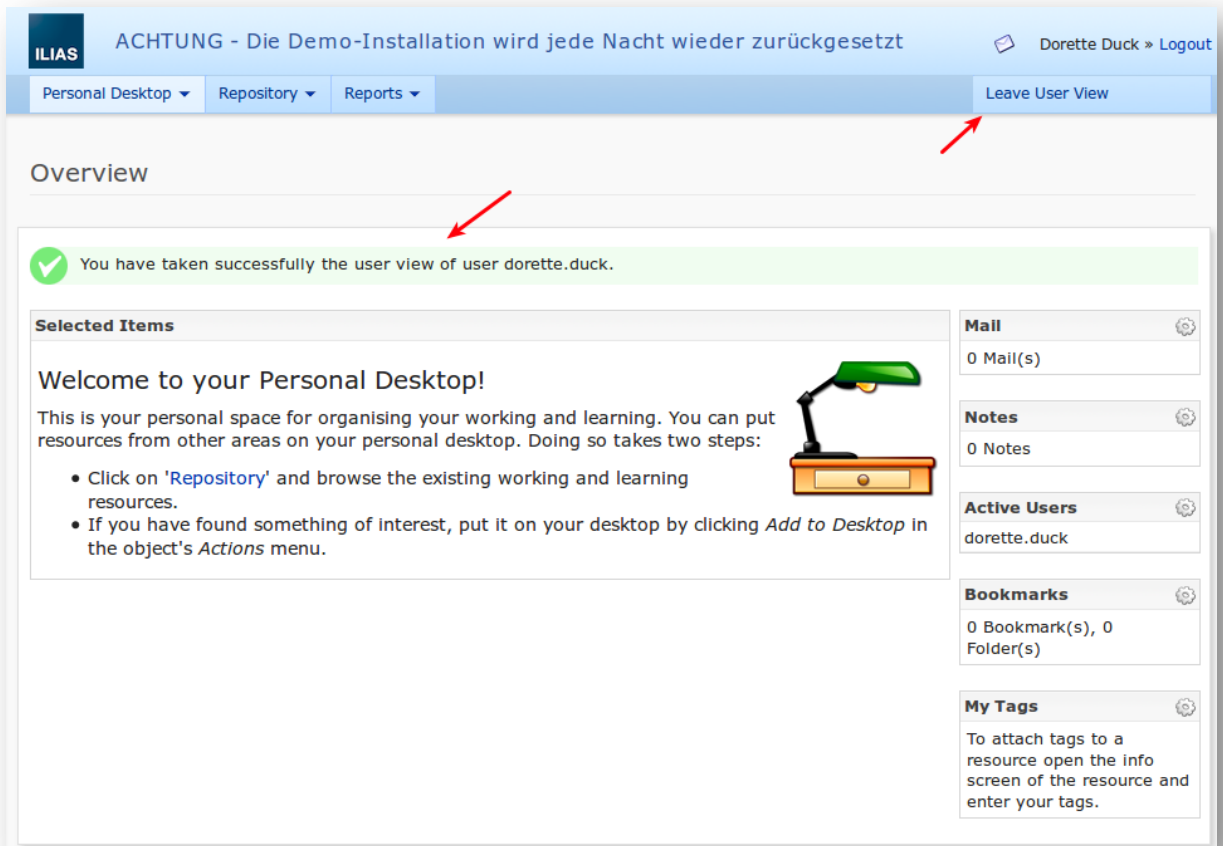 ILIAS
ACHTUNG - Die Demo-Installation wird jede Nacht wieder zurückgesetzt
Dorette Duck » Logout
Personal Desktop
Repository
Reports
Leave User View
Overview
You have taken successfully the user view of user dorette.duck.
Selected Items
Welcome to your Personal Desktop!
This is your personal space for organising your working and learning. You can put
resources from other areas on your personal desktop. Doing so takes two steps:
• Click on 'Repository' and browse the existing working and learning
resources.
• If you have found something of interest, put it on your desktop by clicking Add to Desktop in
the object's Actions menu.
Mail
0 Mail(s)
Notes
0 Notes
Active Users
dorette.duck
Bookmarks
0 Bookmark(s), 0
Folder(s)
My Tags
To attach tags to a
resource open the info
screen of the resource and
enter your tags.